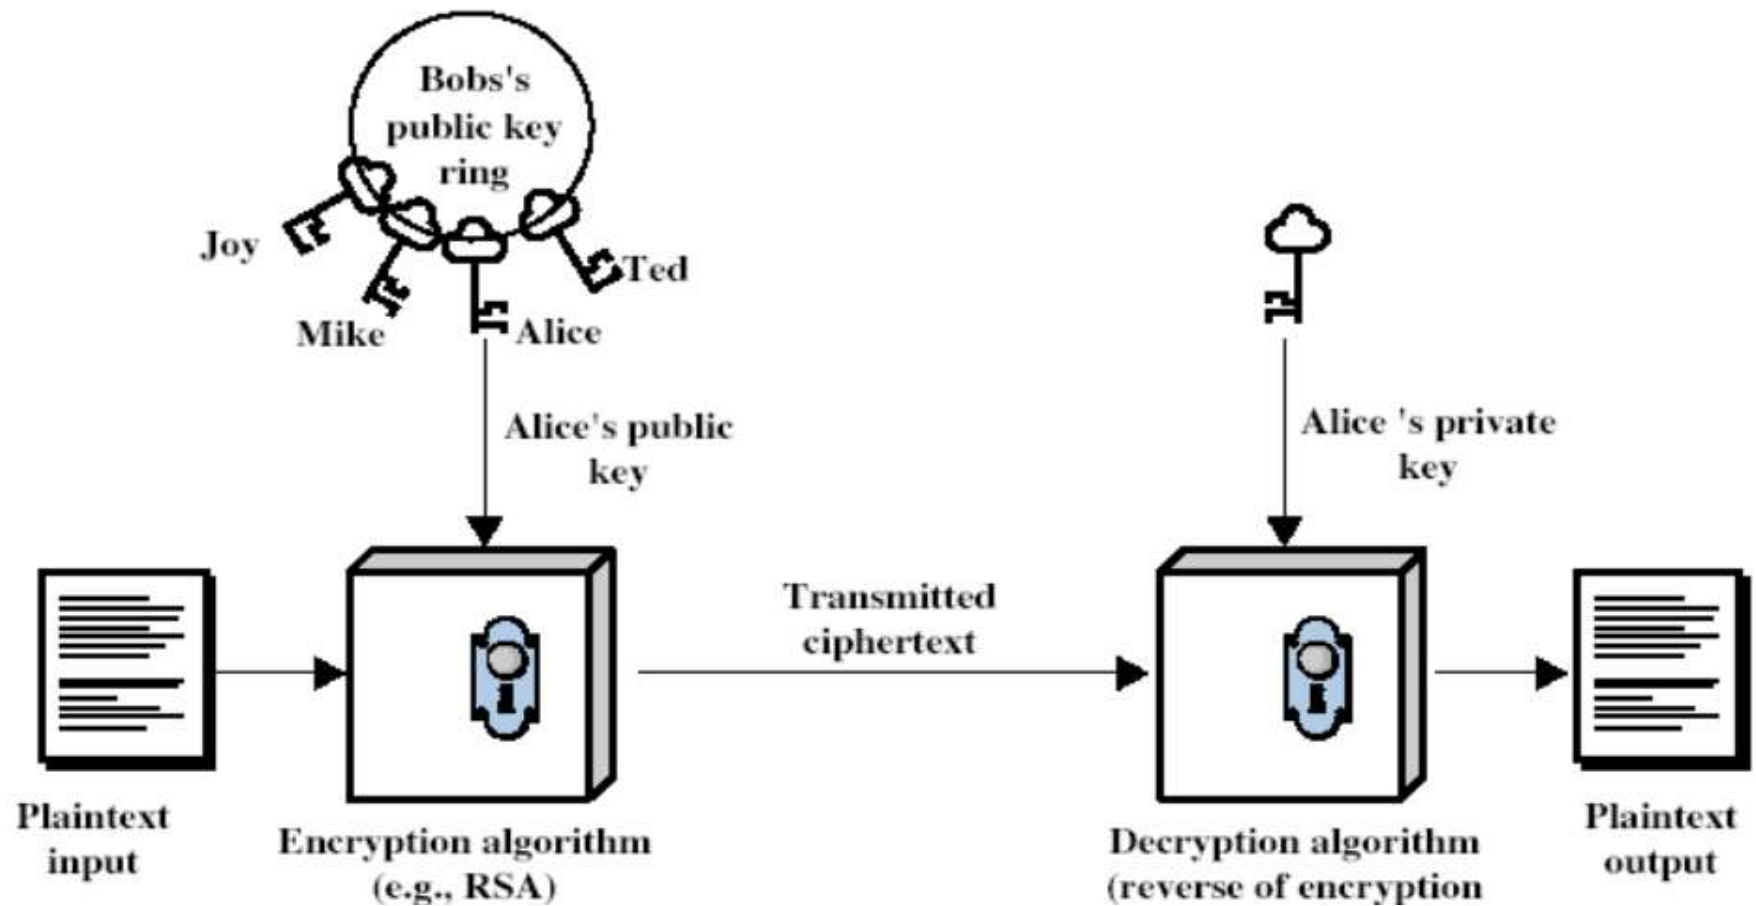 Bobs's
public key
ring
Joy
Ted
Mike
Alice
Alice's public
key
Alice 's private
key
Transmitted
ciphertext
Plaintext
input
Encryption algorithm
(e.g., RSA)
Decryption algorithm
(reverse of encryption
Plaintext
output